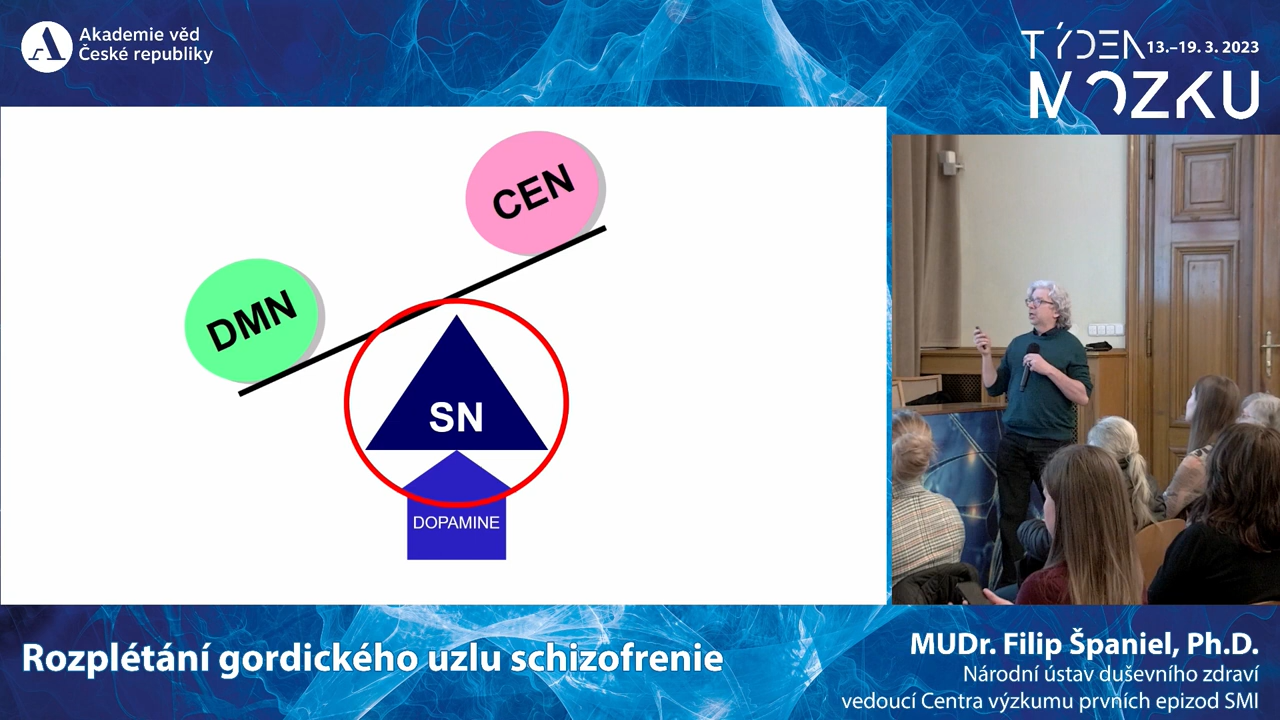 Akademie věd
České republiky
TÝDEN 13.–19. 3. 2023
MOZKU
CEN
DMN
SN
DOPAMINE
Rozplétání gordického uzlu schizofrenie
MUDr. Filip Španiel, Ph.D.
Národní ústav duševního zdraví
vedoucí Centra výzkumu prvních epizod SMI